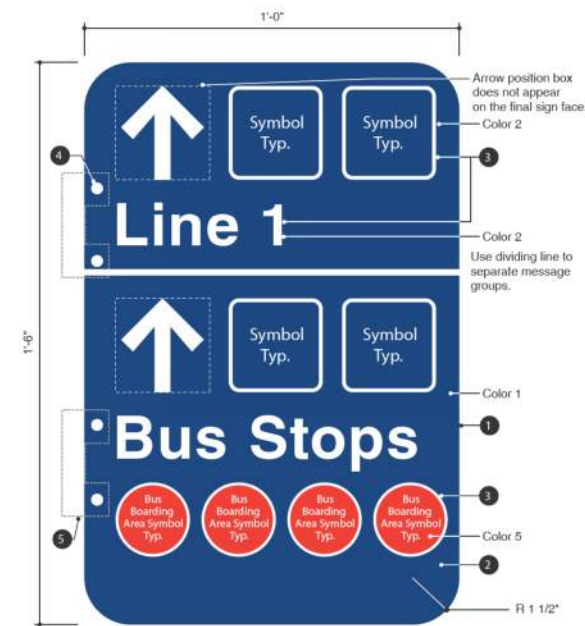 1'-0"
Arrow position box
does not appear
on the final sign face
Symbol
Typ.
Symbol
Typ.
Color 2
3
4
Line 1
Color 2
Use dividing line to
separate message
groups.
1'-6"
Symbol
Typ.
Symbol
Typ.
Color 1
1
Bus Stops
Bus
Boarding
Area Symbol
Typ.
Bus
Boarding
Area Symbol
Typ.
Bus
Boarding
Area Symbol
Typ.
Bus
Boarding
Area Symbol
Typ.
3
Color 5
5
2
R 1 1/2"